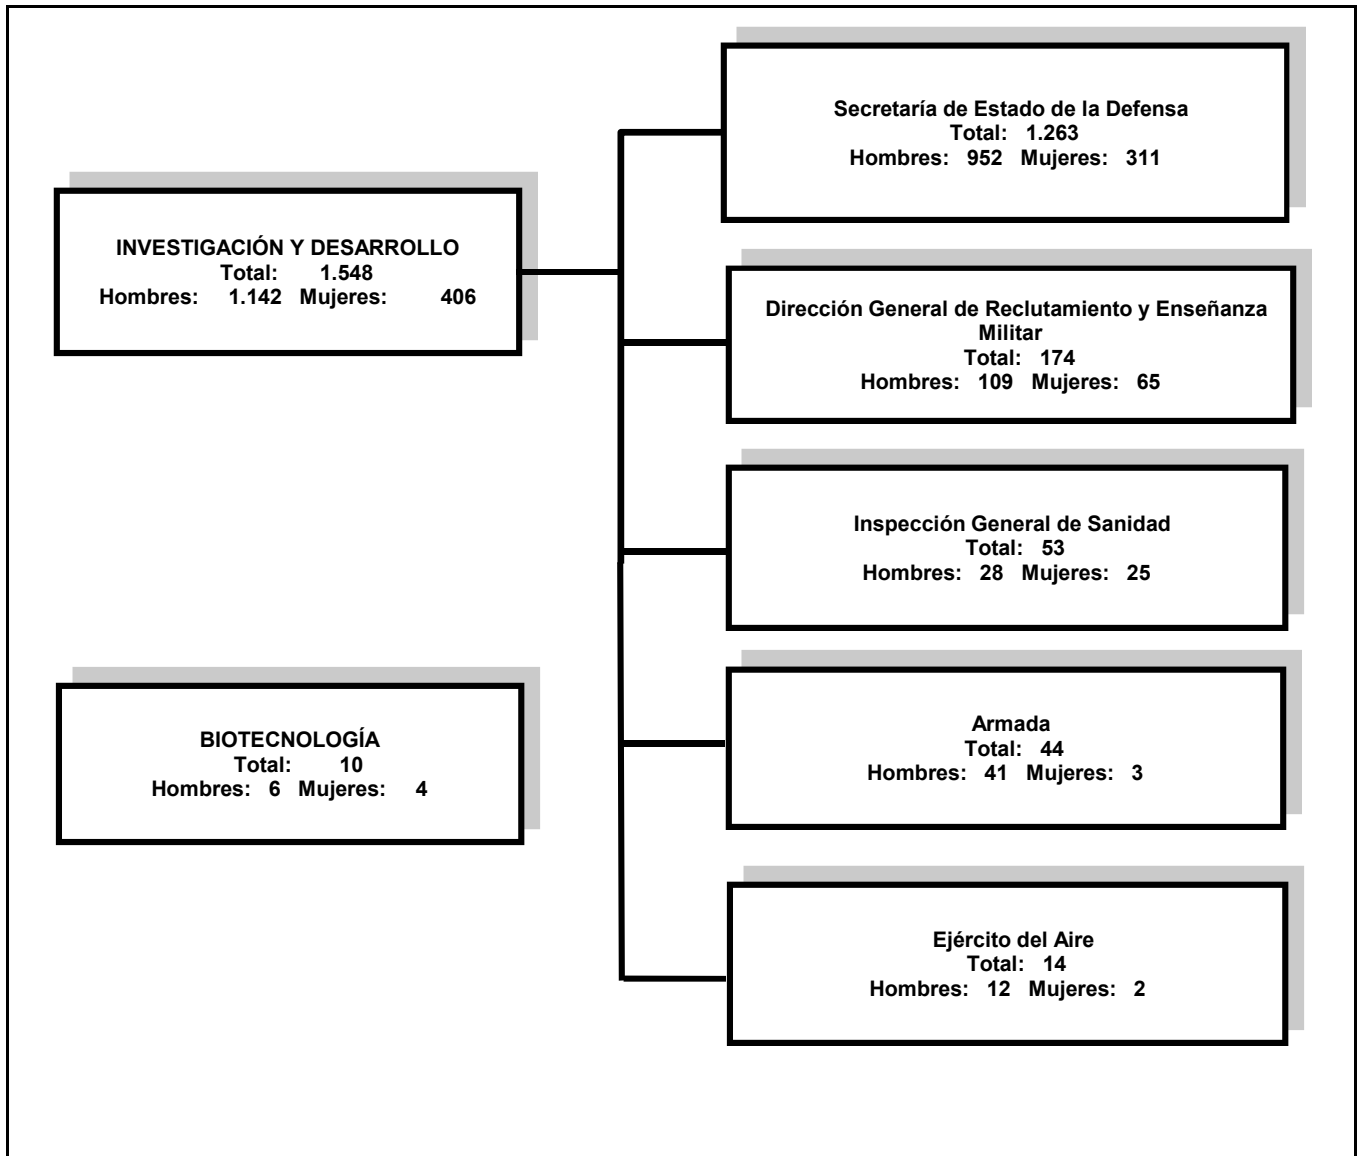 Secretaría de Estado de la Defensa
Total: 1.263
Hombres: 952 Mujeres: 311
INVESTIGACIÓN Y DESARROLLO
Total: 1.548
Hombres: 1.142 Mujeres: 406
Dirección General de Reclutamiento y Enseñanza
Militar
Total: 174
Hombres: 109 Mujeres: 65
Inspección General de Sanidad
Total: 53
Hombres: 28 Mujeres: 25
BIOTECNOLOGÍA
Total: 10
Hombres: 6 Mujeres: 4
Armada
Total: 44
Hombres: 41 Mujeres: 3
Ejército del Aire
Total: 14
Hombres: 12 Mujeres: 2